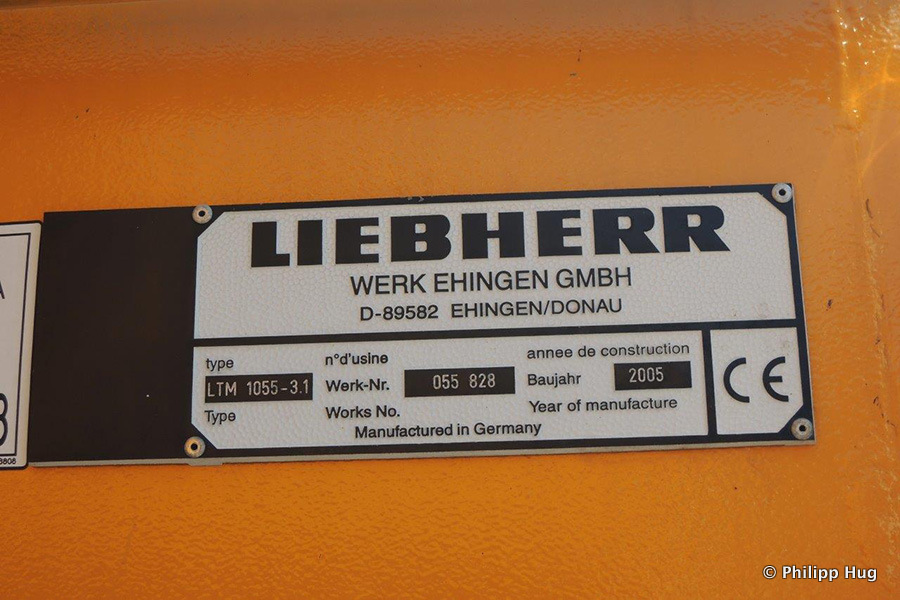 LIEBHERR
WERK EHINGEN GMBH
D-89582 EHINGEN/DONAU
type
LTM 1055-3.1
Type
n°d'usine
Werk-Nr. 055 828
Works No.
annee de construction
Baujahr 2005
Year of manufacture
Manufactured in Germany
CE
© Philipp Hug